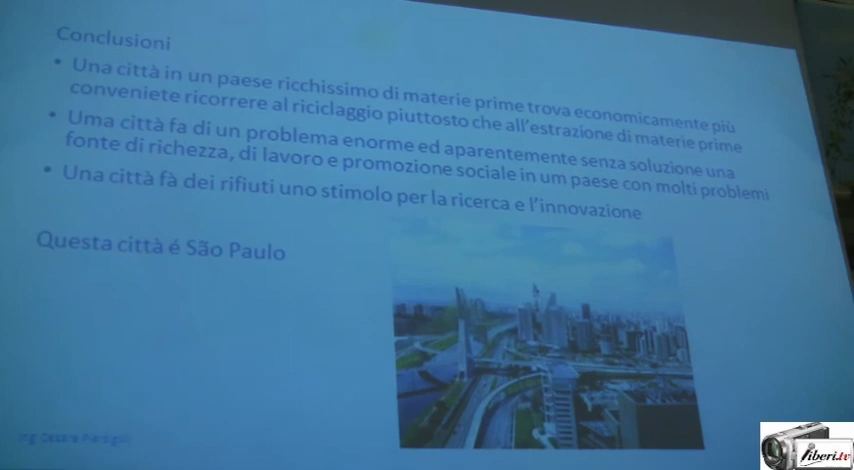 Conclusioni
• Una città in un paese ricchissimo di materie prime trova economicamente più
conveniete ricorrere al riciclaggio piuttosto che all'estrazione di materie prime
• Uma città fa di un problema enorme ed aparentemente senza soluzione una
fonte di richezza, di lavoro e promozione sociale in um paese con molti problemi
• Una città fà dei rifiuti uno stimolo per la ricerca e l'innovazione
Questa città é São Paulo
Ing
liberi.tv